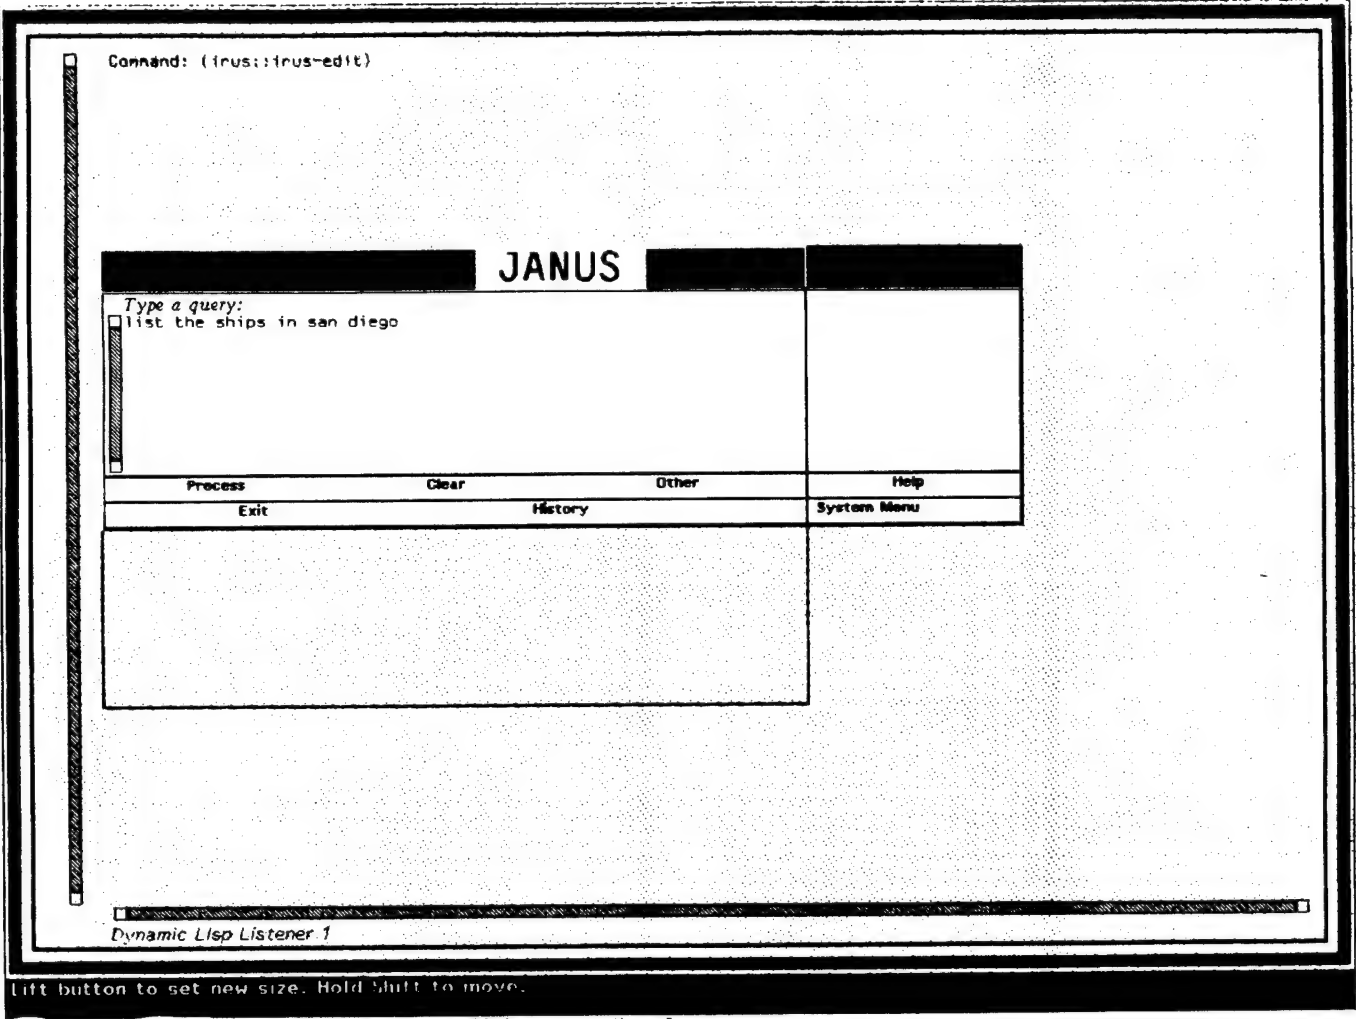 Command: (irus::irus-edit)
JANUS
Type a query:
list the ships in san diego
Process Clear Other Help
Exit History System Menu
Dynamic Lisp Listener 1
Lift button to set new size. Hold Shift to move.